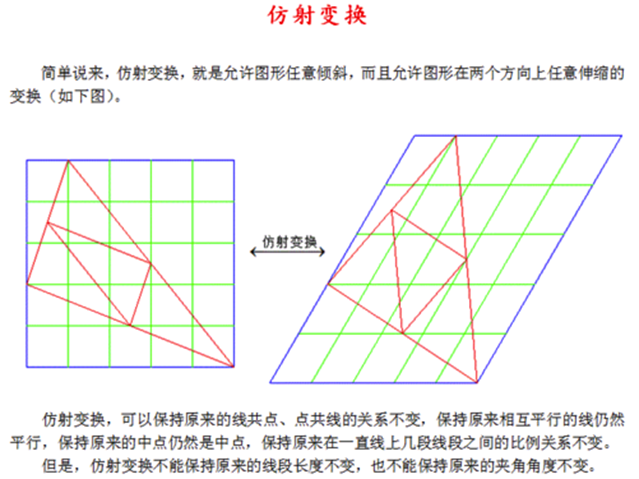 仿射变换
简单说来，仿射变换，就是允许图形任意倾斜，而且允许图形在两个方向上任意伸缩的
变换（如下图）。
仿射变换
仿射变换，可以保持原来的线共点、点共线的关系不变，保持原来相互平行的线仍然
平行，保持原来的中点仍然是中点，保持原来在一直线上几段线段之间的比例关系不变。
但是，仿射变换不能保持原来的线段长度不变，也不能保持原来的夹角角度不变。